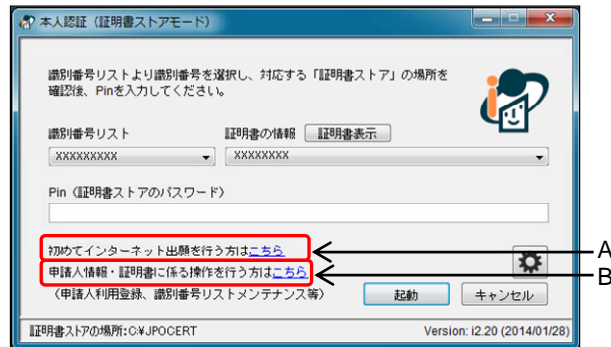 本人認証（証明書ストアモード）
識別番号リストより識別番号を選択し、対応する「証明書ストア」の場所を
確認後、Pinを入力してください。
識別番号リスト 証明書の情報 証明書表示
XXXXXXXXX XXXXXXXX
Pin（証明書ストアのパスワード）
初めてインターネット出願を行う方はこちら A
申請人情報・証明書に係る操作を行う方はこちら B
（申請人利用登録、識別番号リストメンテナンス等） 起動 キャンセル
証明書ストアの場所:C:¥JPOCERT Version: i2.20 (2014/01/28)